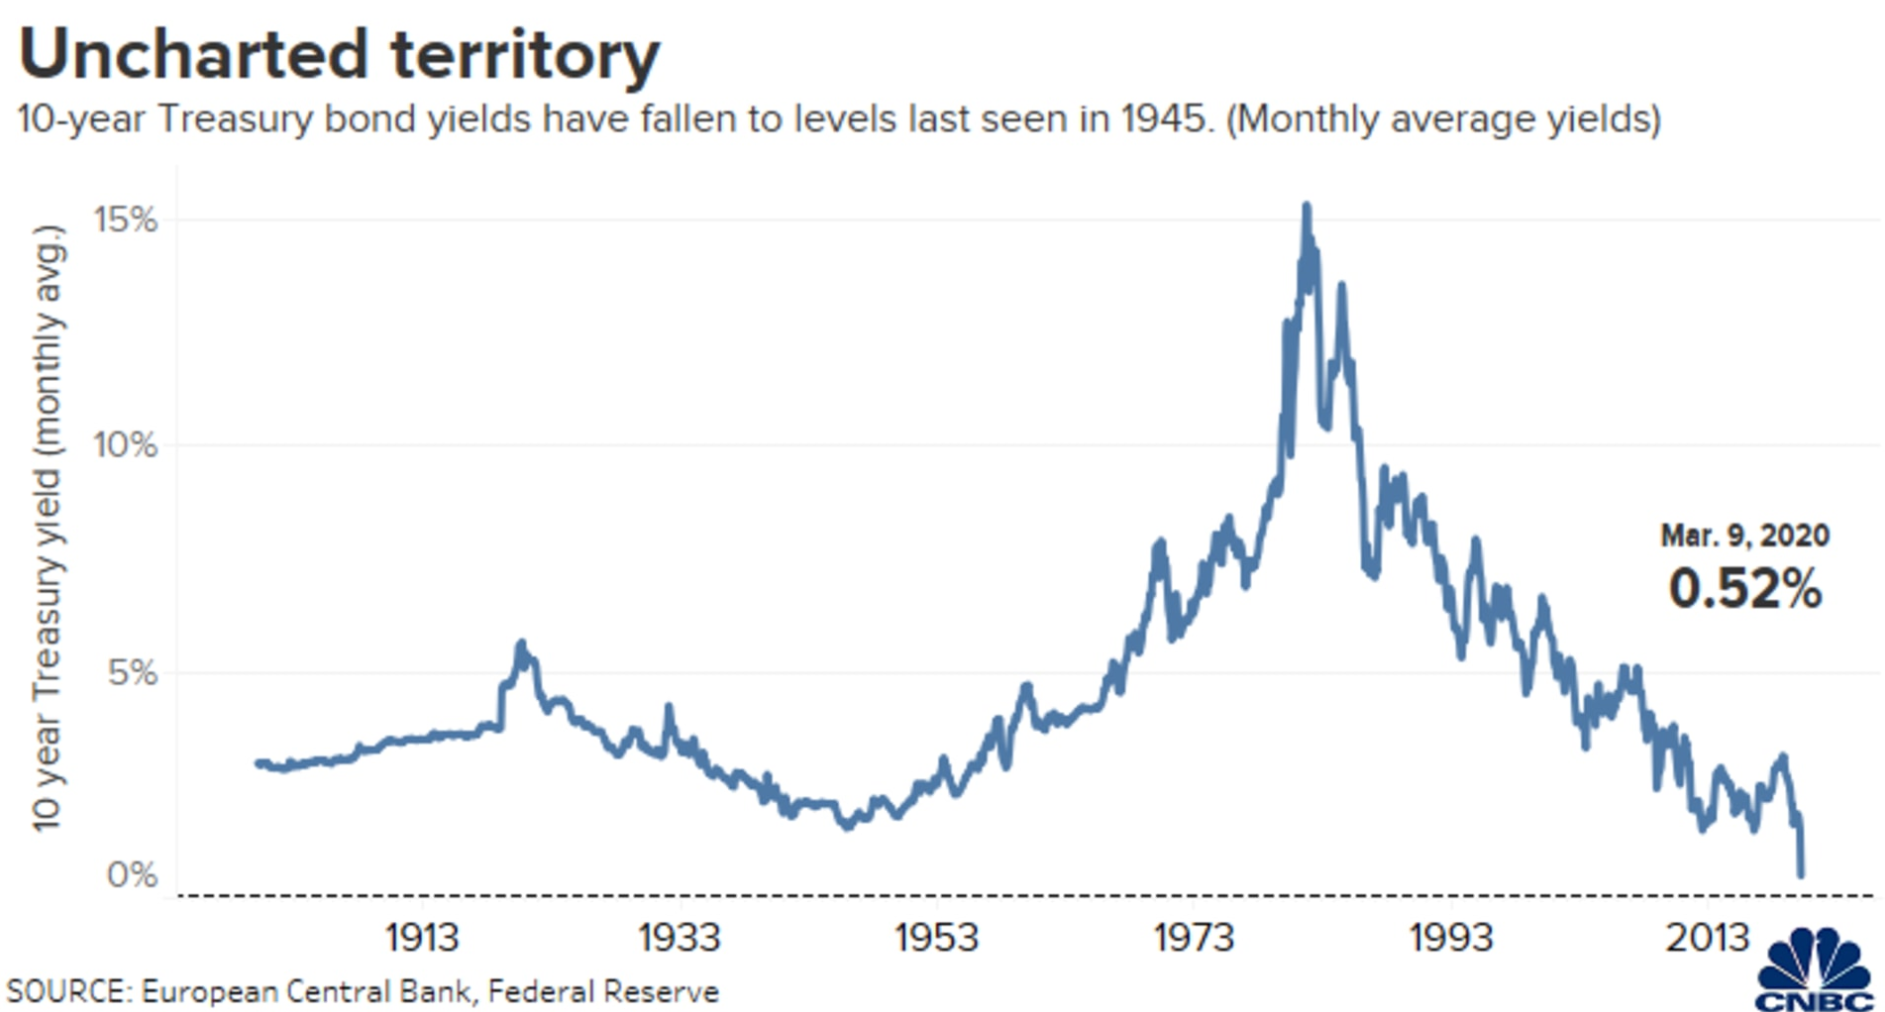 Uncharted territory
10-year Treasury bond yields have fallen to levels last seen in 1945. (Monthly average yields)
10 year Treasury yield (monthly avg.)
15%
10%
5%
0%
Mar. 9, 2020
0.52%
1913 1933 1953 1973 1993 2013
SOURCE: European Central Bank, Federal Reserve
CNBC